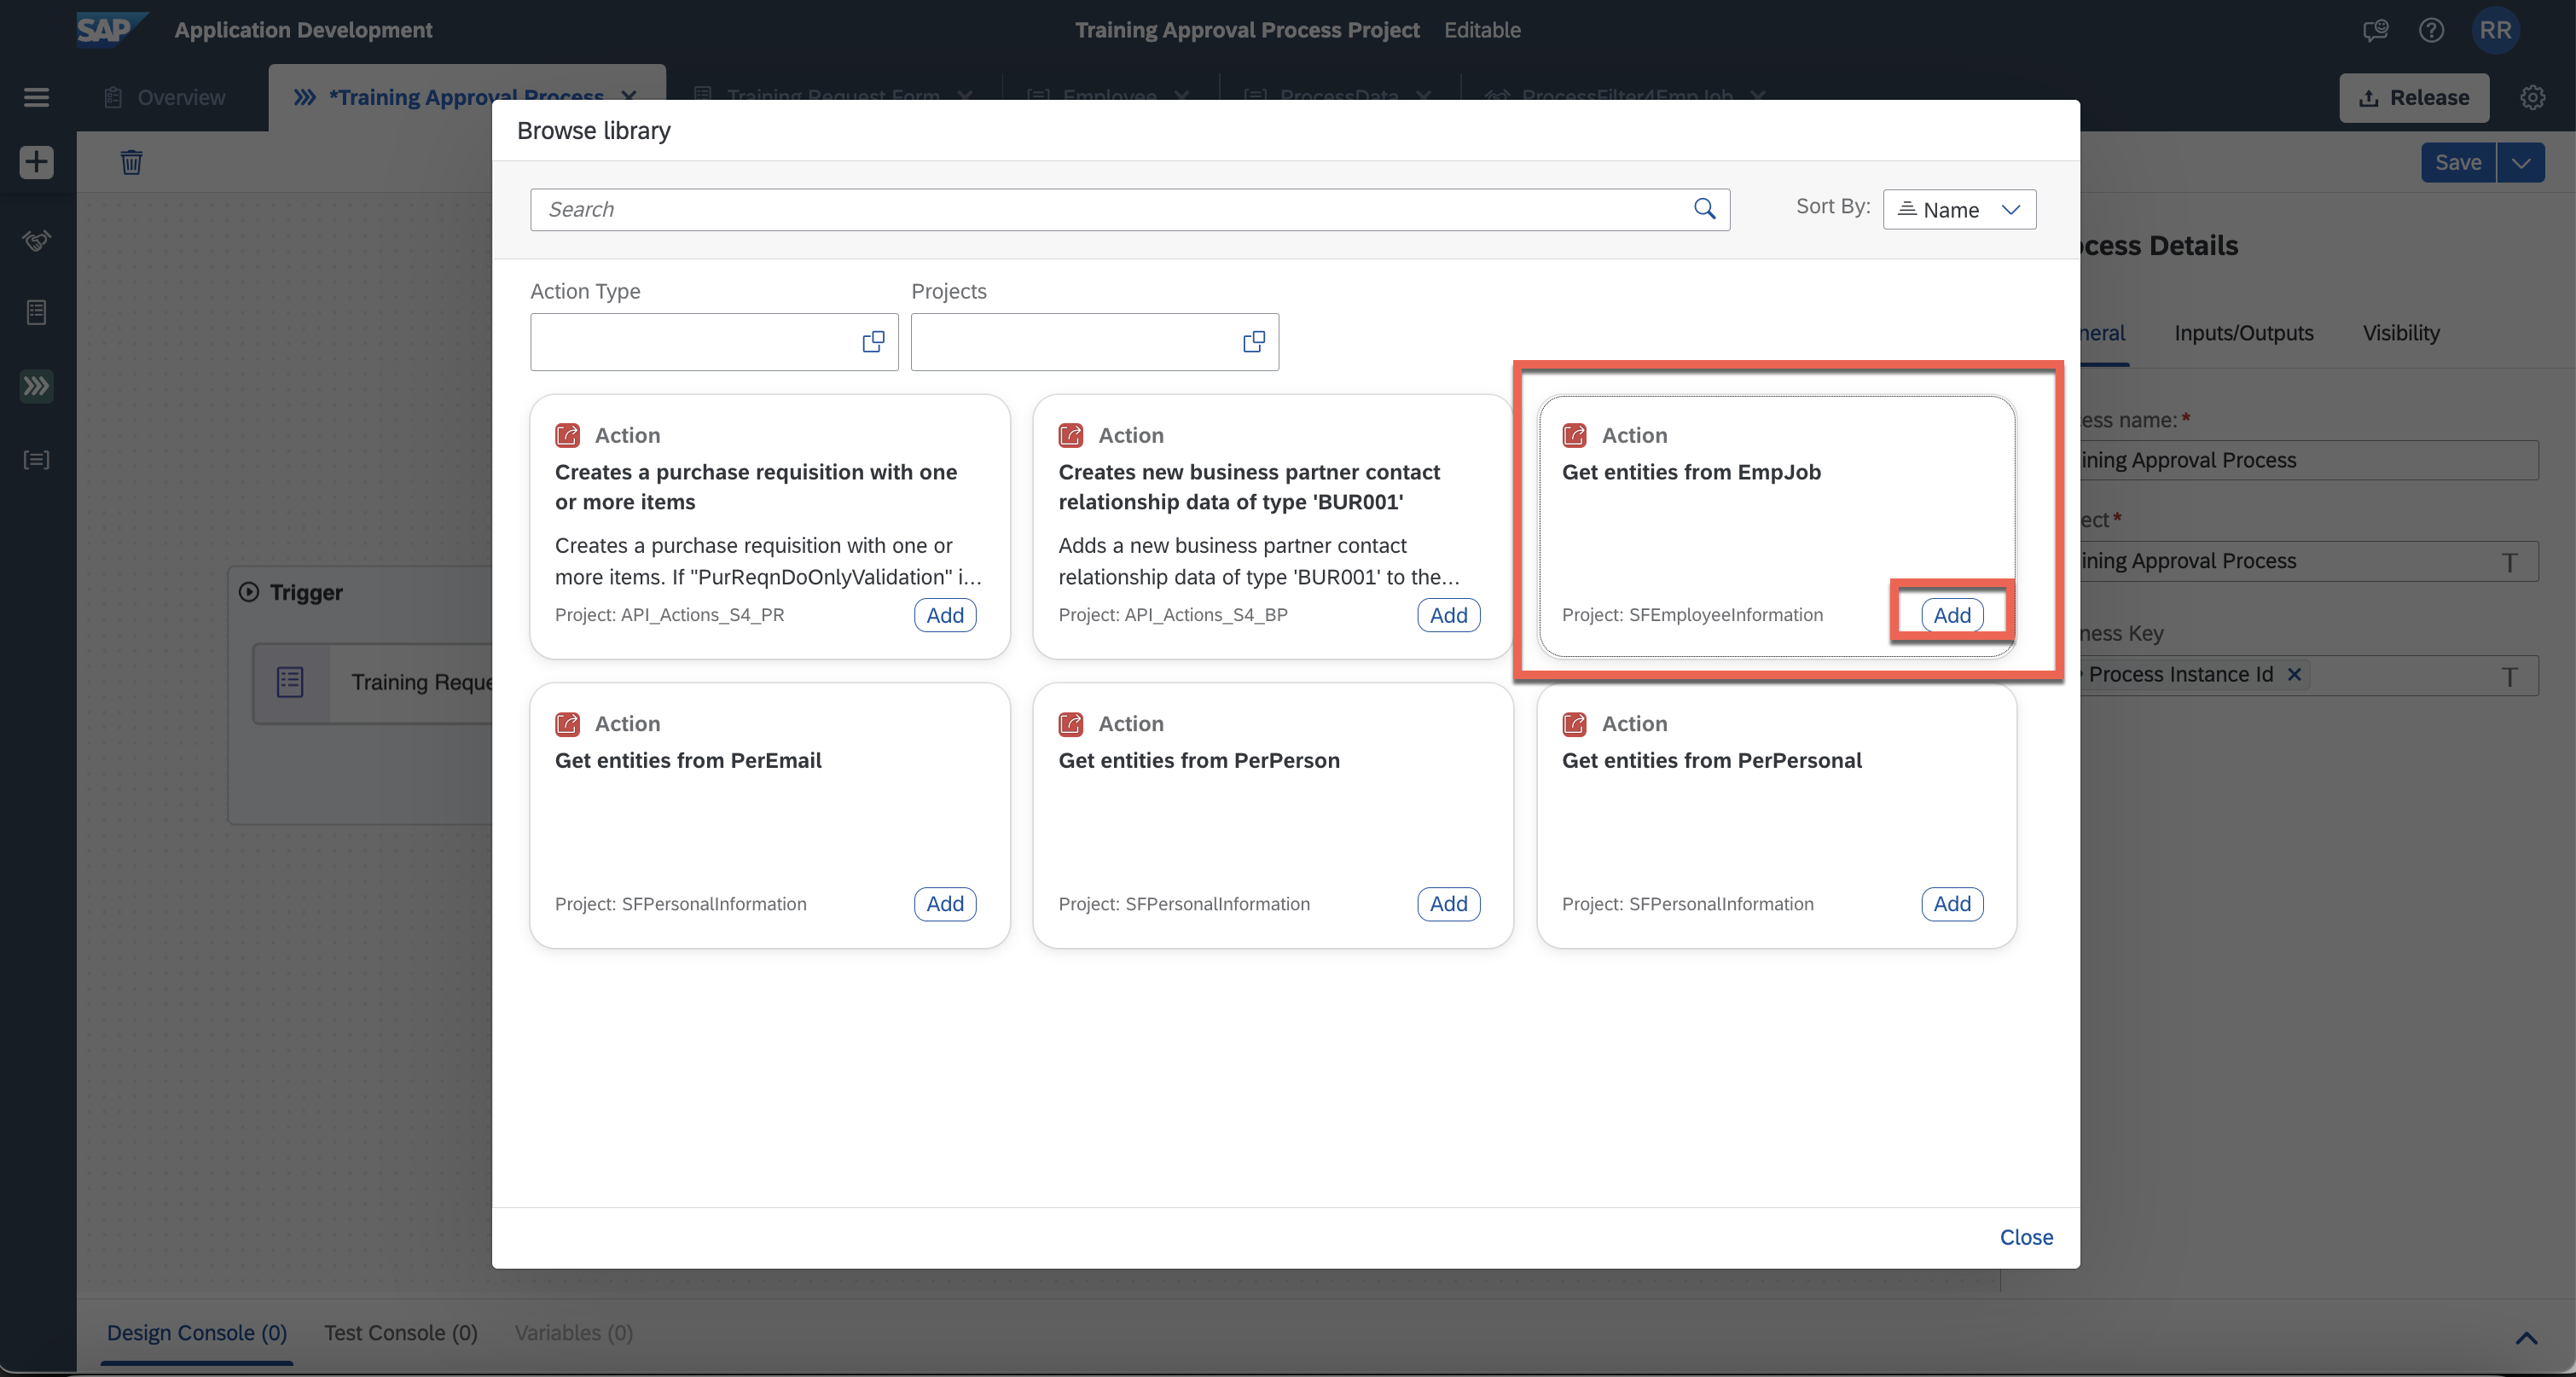 SAP Application Development Training Approval Process Project Editable RR
Overview *Training Approval Process Training Request Form Employee ProcessData ProcessFilter4EmpJob Release
Save
Browse library
Search
Sort By: Name
Action Type Projects
Action
Creates a purchase requisition with one
or more items
Creates a purchase requisition with one or
more items. If "PurReqnDoOnlyValidation" i...
Project: API_Actions_S4_PR Add
Action
Creates new business partner contact
relationship data of type 'BUR001'
Adds a new business partner contact
relationship data of type 'BUR001' to the...
Project: API_Actions_S4_BP Add
Action
Get entities from EmpJob
Project: SFEmployeeInformation Add
Action
Get entities from PerEmail
Project: SFPersonalInformation Add
Action
Get entities from PerPerson
Project: SFPersonalInformation Add
Action
Get entities from PerPersonal
Project: SFPersonalInformation Add
Close
Trigger
Training Reque
ocess Details
neral Inputs/Outputs Visibility
ess name:*
ining Approval Process
ect*
ining Approval Process
ness Key
Process Instance Id
Design Console (0) Test Console (0) Variables (0)